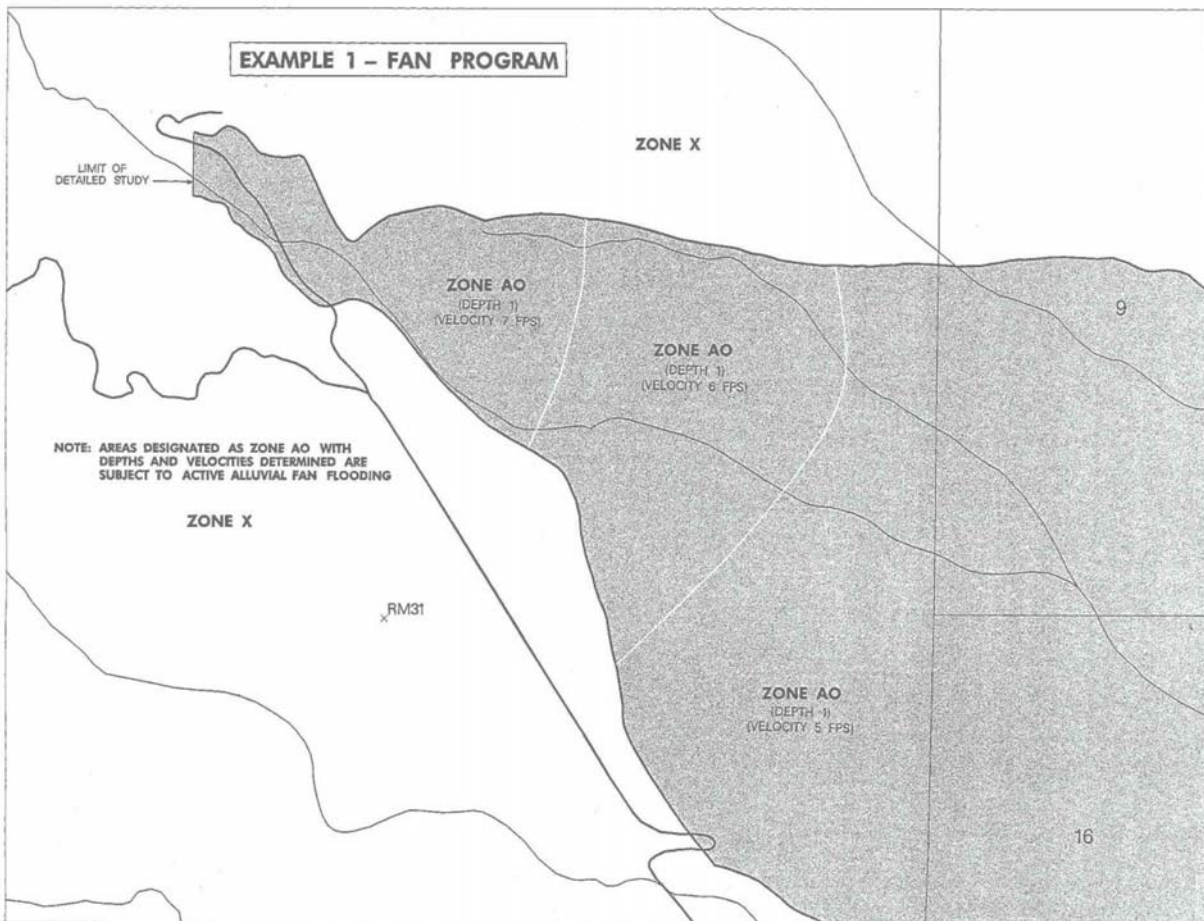 EXAMPLE 1 – FAN PROGRAM
ZONE X
LIMIT OF
DETAILED STUDY
ZONE AO
(DEPTH 1)
(VELOCITY 7 FPS)
9
ZONE AO
(DEPTH 1)
(VELOCITY 6 FPS)
NOTE: AREAS DESIGNATED AS ZONE AO WITH
DEPTHS AND VELOCITIES DETERMINED ARE
SUBJECT TO ACTIVE ALLUVIAL FAN FLOODING
ZONE X
RM31
ZONE AO
(DEPTH 1)
(VELOCITY 5 FPS)
16